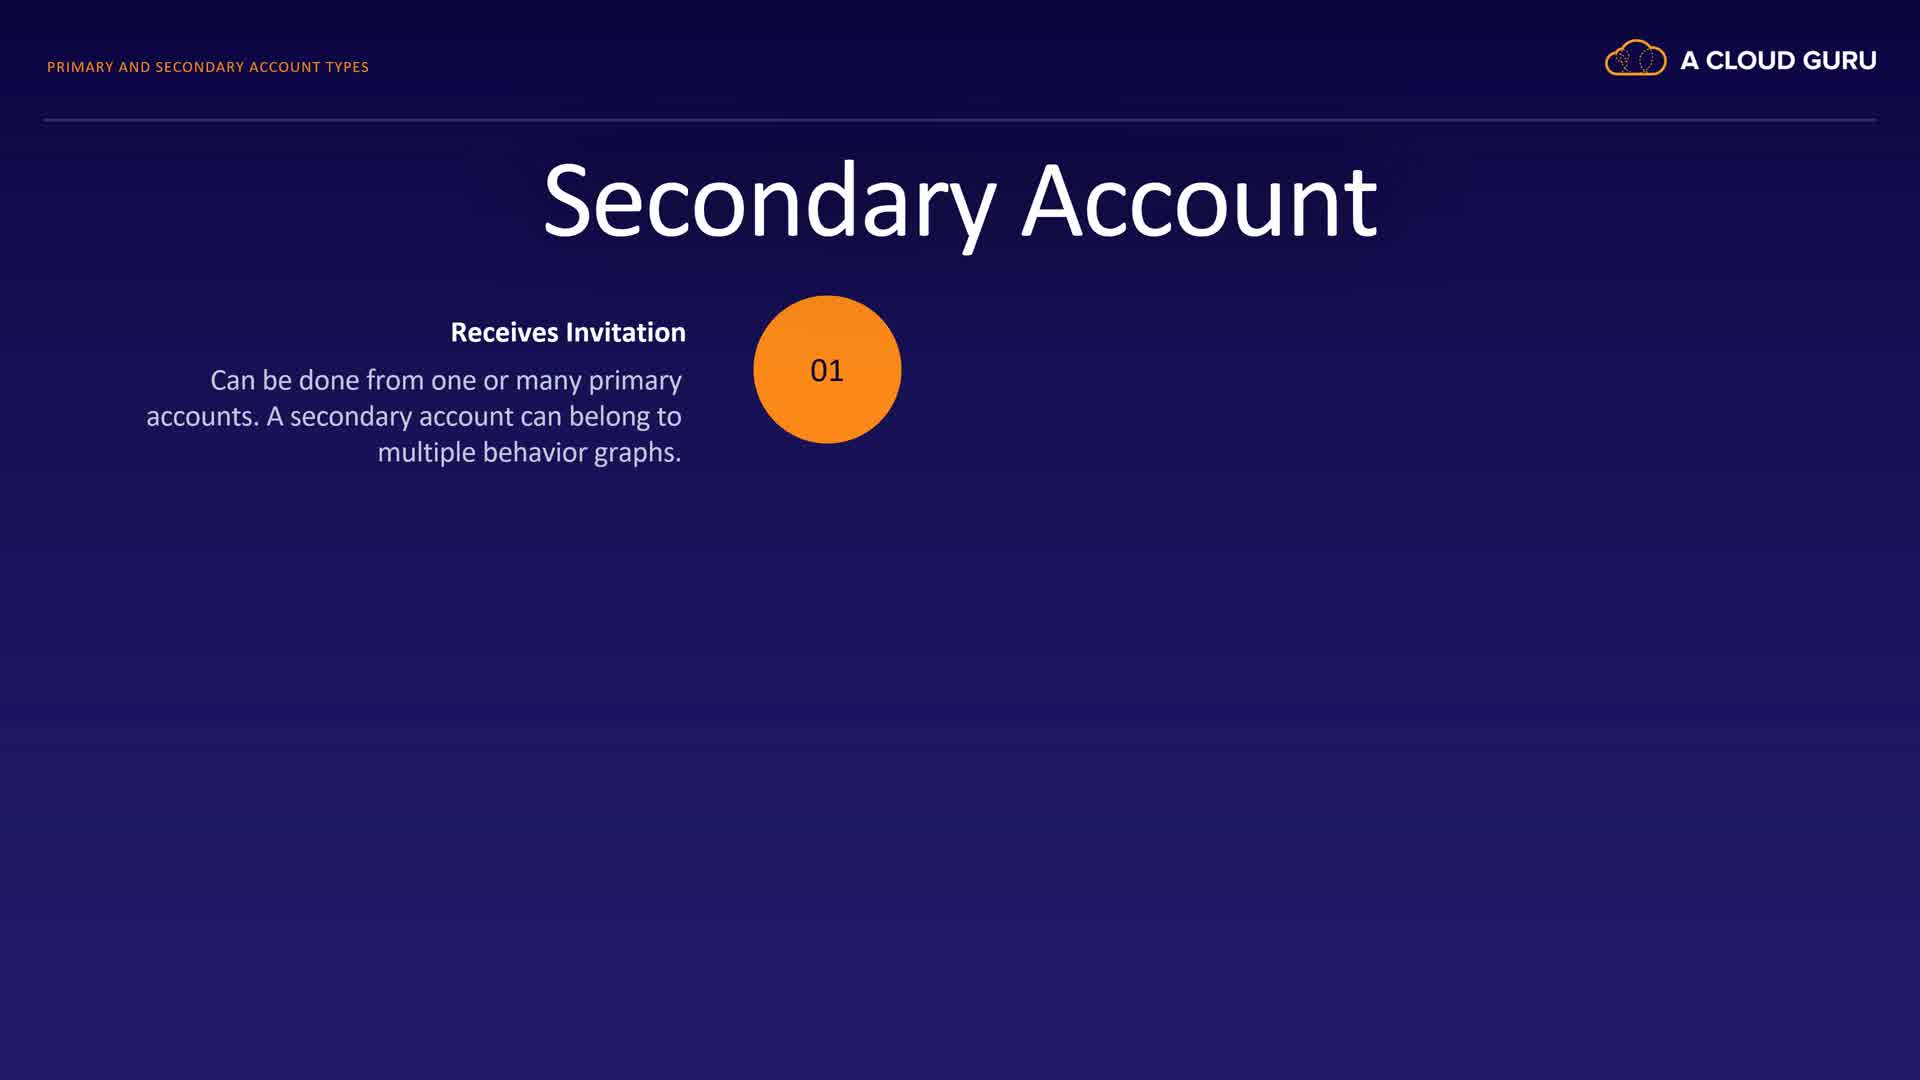 PRIMARY AND SECONDARY ACCOUNT TYPES
A CLOUD GURU
Secondary Account
Receives Invitation
Can be done from one or many primary
accounts. A secondary account can belong to
multiple behavior graphs.
01